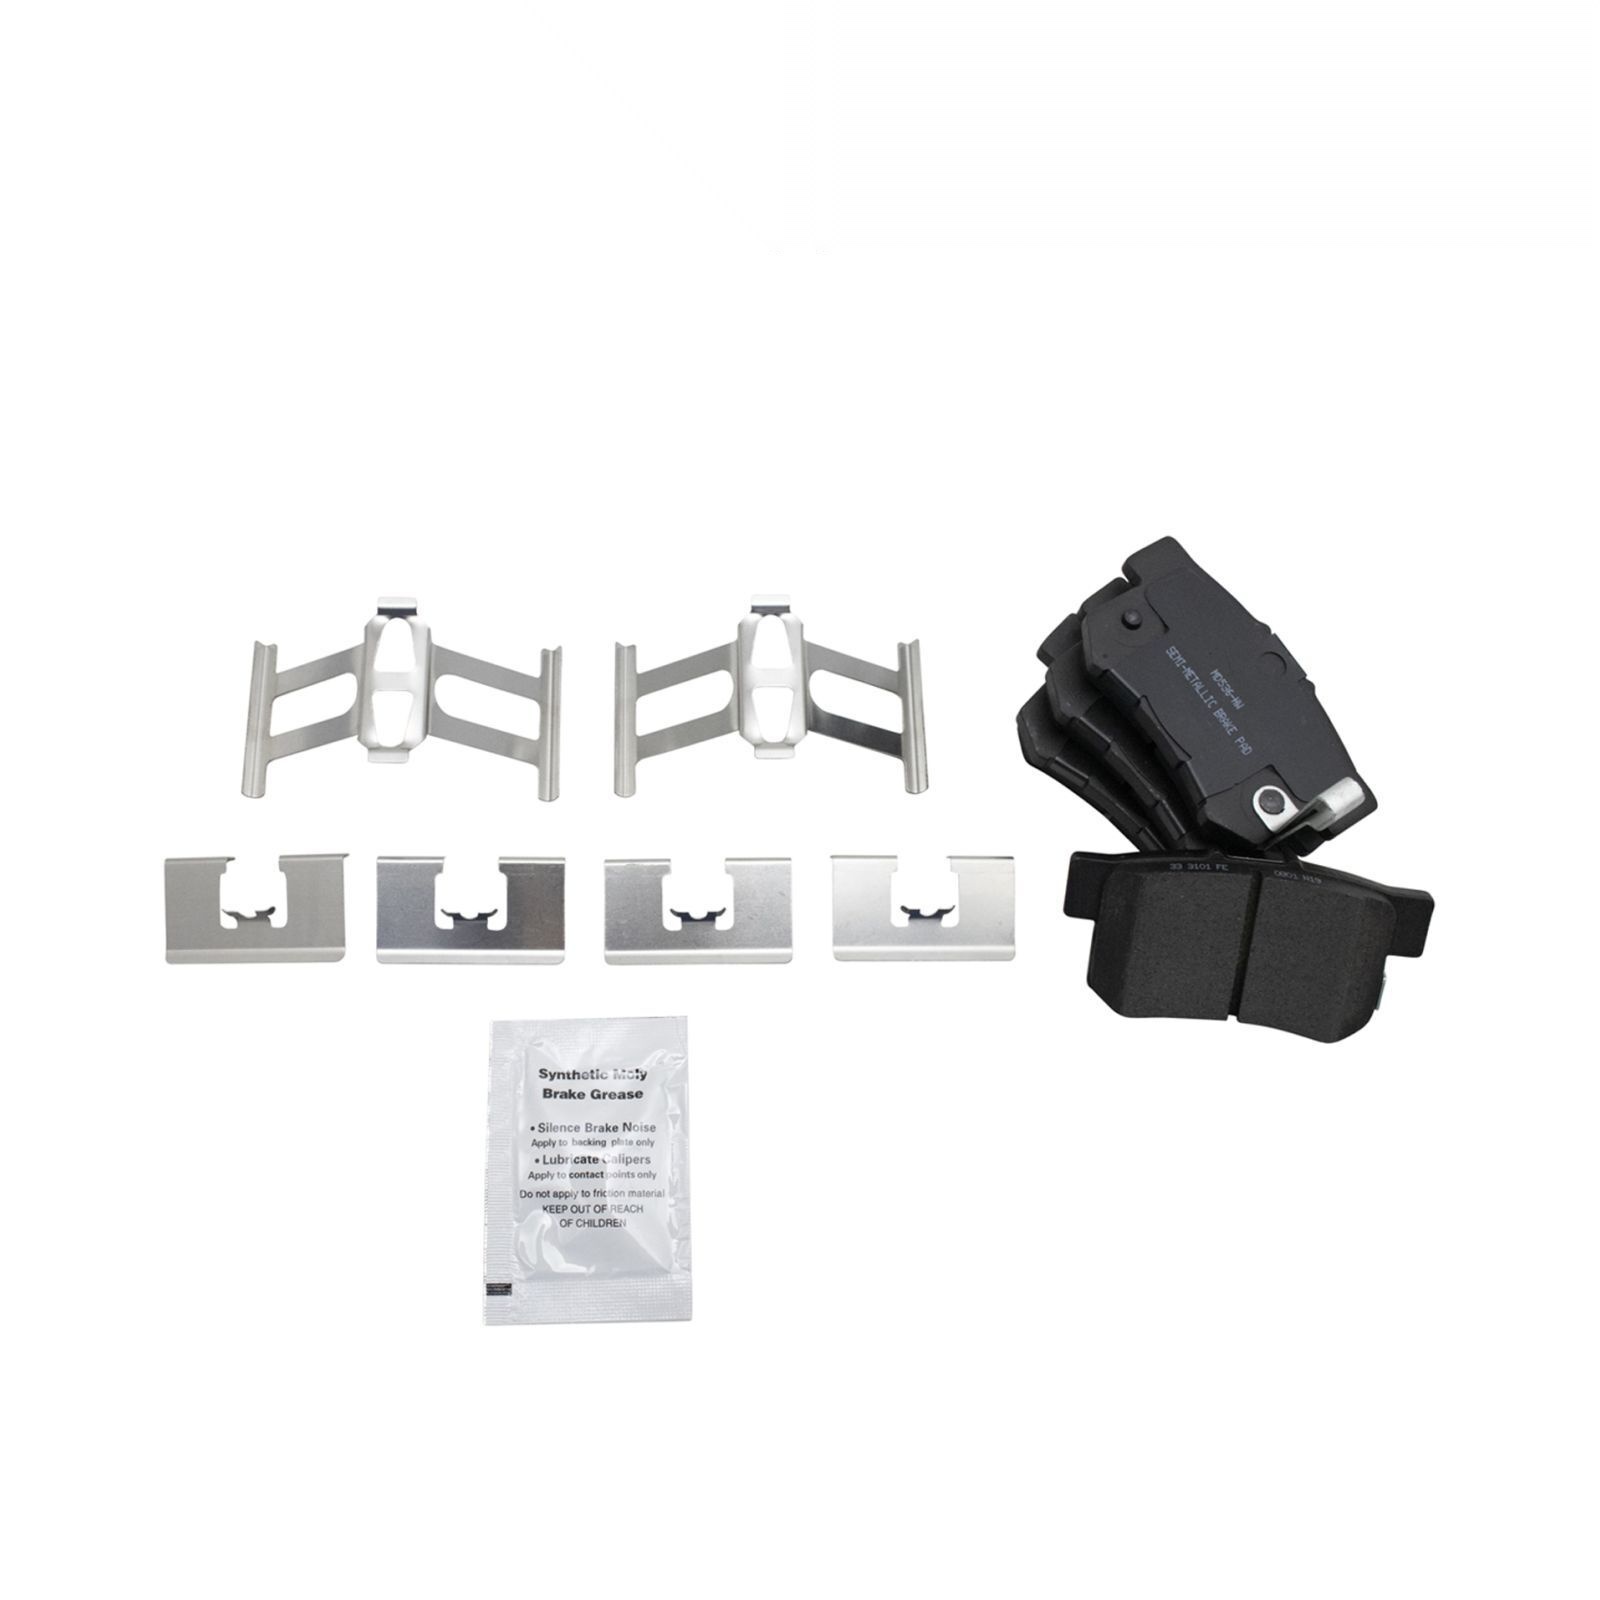 MD536-HW
SEMI-METALLIC BRAKE PAD
33 3101 FE
0901 N19
Synthetic Moly
Brake Grease
• Silence Brake Noise
Apply to backing plate only
• Lubricate Calipers
Apply to contact points only
Do not apply to friction material
KEEP OUT OF REACH
OF CHILDREN